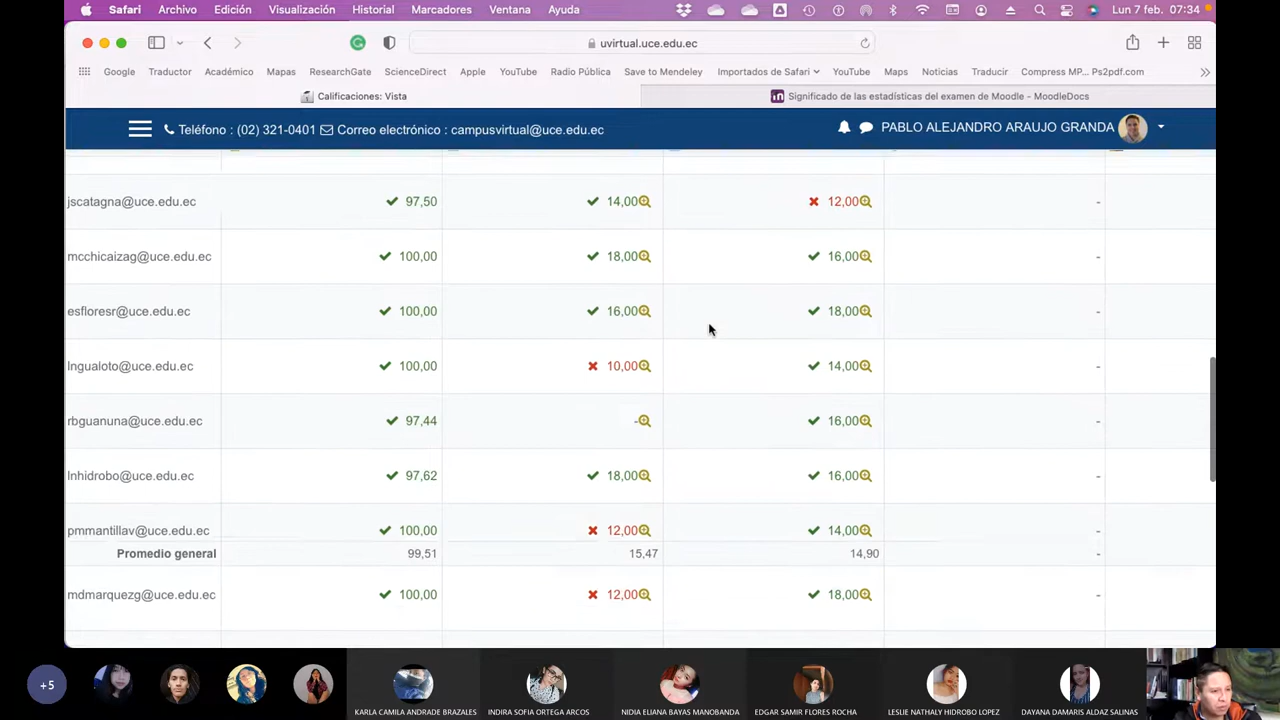 Safari Archivo Edición Visualización Historial Marcadores Ventana Ayuda Lun 7 feb. 07:34
uvirtual.uce.edu.ec
Google Traductor Académico Mapas ResearchGate ScienceDirect Apple YouTube Radio Pública Save to Mendeley Importados de Safari YouTube Maps Noticias Traducir Compress MP... Ps2pdf.com
Calificaciones: Vista Significado de las estadísticas del examen de Moodle - MoodleDocs
Teléfono : (02) 321-0401 Correo electrónico : campusvirtual@uce.edu.ec PABLO ALEJANDRO ARAUJO GRANDA
jscatagna@uce.edu.ec 97,50 14,00 12,00 -
mcchicaizag@uce.edu.ec 100,00 18,00 16,00 -
esfloresr@uce.edu.ec 100,00 16,00 18,00 -
lngualoto@uce.edu.ec 100,00 10,00 14,00 -
rbguanuna@uce.edu.ec 97,44 - 16,00 -
lnhidrobo@uce.edu.ec 97,62 18,00 16,00 -
pmmantillav@uce.edu.ec 100,00 12,00 14,00 -
Promedio general 99,51 15,47 14,90 -
mdmarquezg@uce.edu.ec 100,00 12,00 18,00 -
+5
KARLA CAMILA ANDRADE BRAZALES INDIRA SOFIA ORTEGA ARCOS NIDIA ELIANA BAYAS MANOBANDA EDGAR SAMIR FLORES ROCHA LESLIE NATHALY HIDROBO LOPEZ DAYANA DAMARIS ALDAZ SALINAS